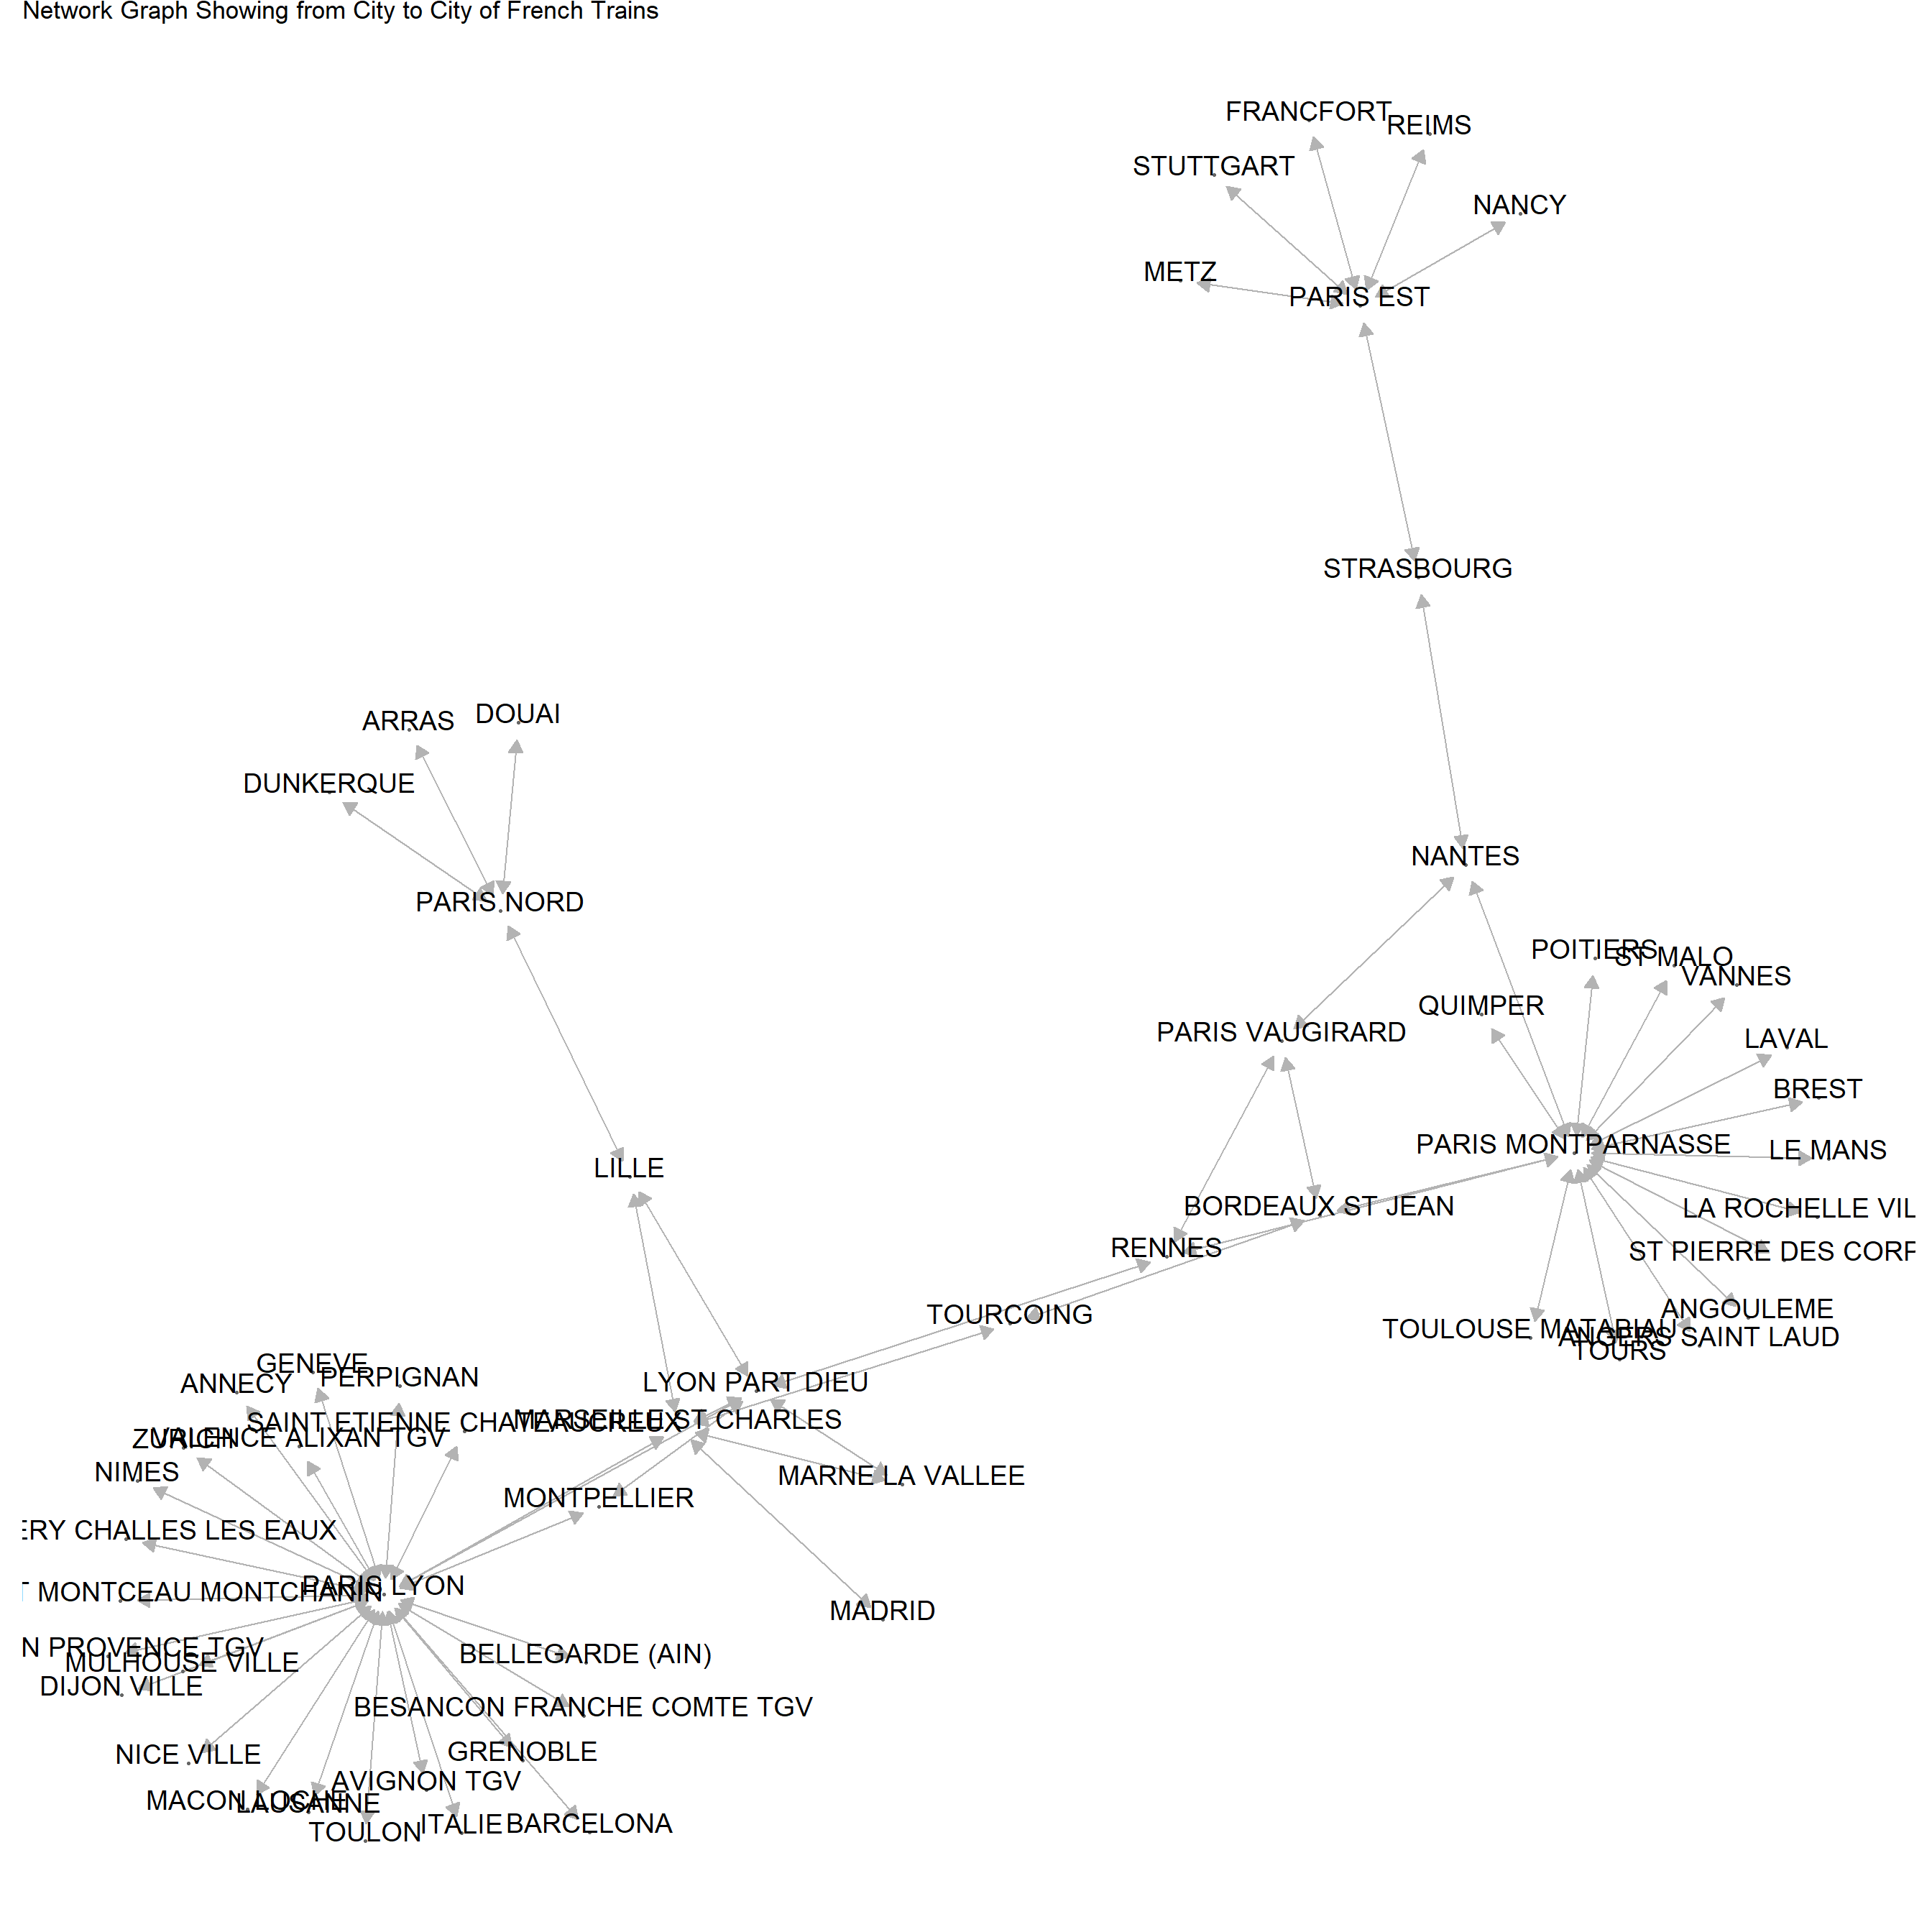 Network Graph Showing from City to City of French Trains
FRANCFORT
REIMS
STUTTGART
NANCY
METZ
PARIS EST
STRASBOURG
DOUAI
ARRAS
DUNKERQUE
NANTES
PARIS NORD
POITIERS
ST MALO
VANNES
QUIMPER
PARIS VAUGIRARD
LAVAL
BREST
PARIS MONTPARNASSE
LE MANS
LILLE
BORDEAUX ST JEAN
LA ROCHELLE VIL
RENNES
ST PIERRE DES CORP
TOURCOING
ANGOULEME
TOULOUSE MATABIAU
ANGERS SAINT LAUD
TOURS
GENEVE
PERPIGNAN
ANNECY
LYON PART DIEU
SAINT ETIENNE CHATEAUCREUX
MARSEILLE ST CHARLES
ZURICH
VALENCE ALIXAN TGV
NIMES
MARNE LA VALLEE
MONTPELLIER
ERY CHALLES LES EAUX
PARIS LYON
T MONTCEAU MONTCHANIN
MADRID
N PROVENCE TGV
BELLEGARDE (AIN)
MULHOUSE VILLE
DIJON VILLE
BESANCON FRANCHE COMTE TGV
NICE VILLE
GRENOBLE
AVIGNON TGV
MACON LOCHE
LAUSANNE
TOULON
ITALIE
BARCELONA